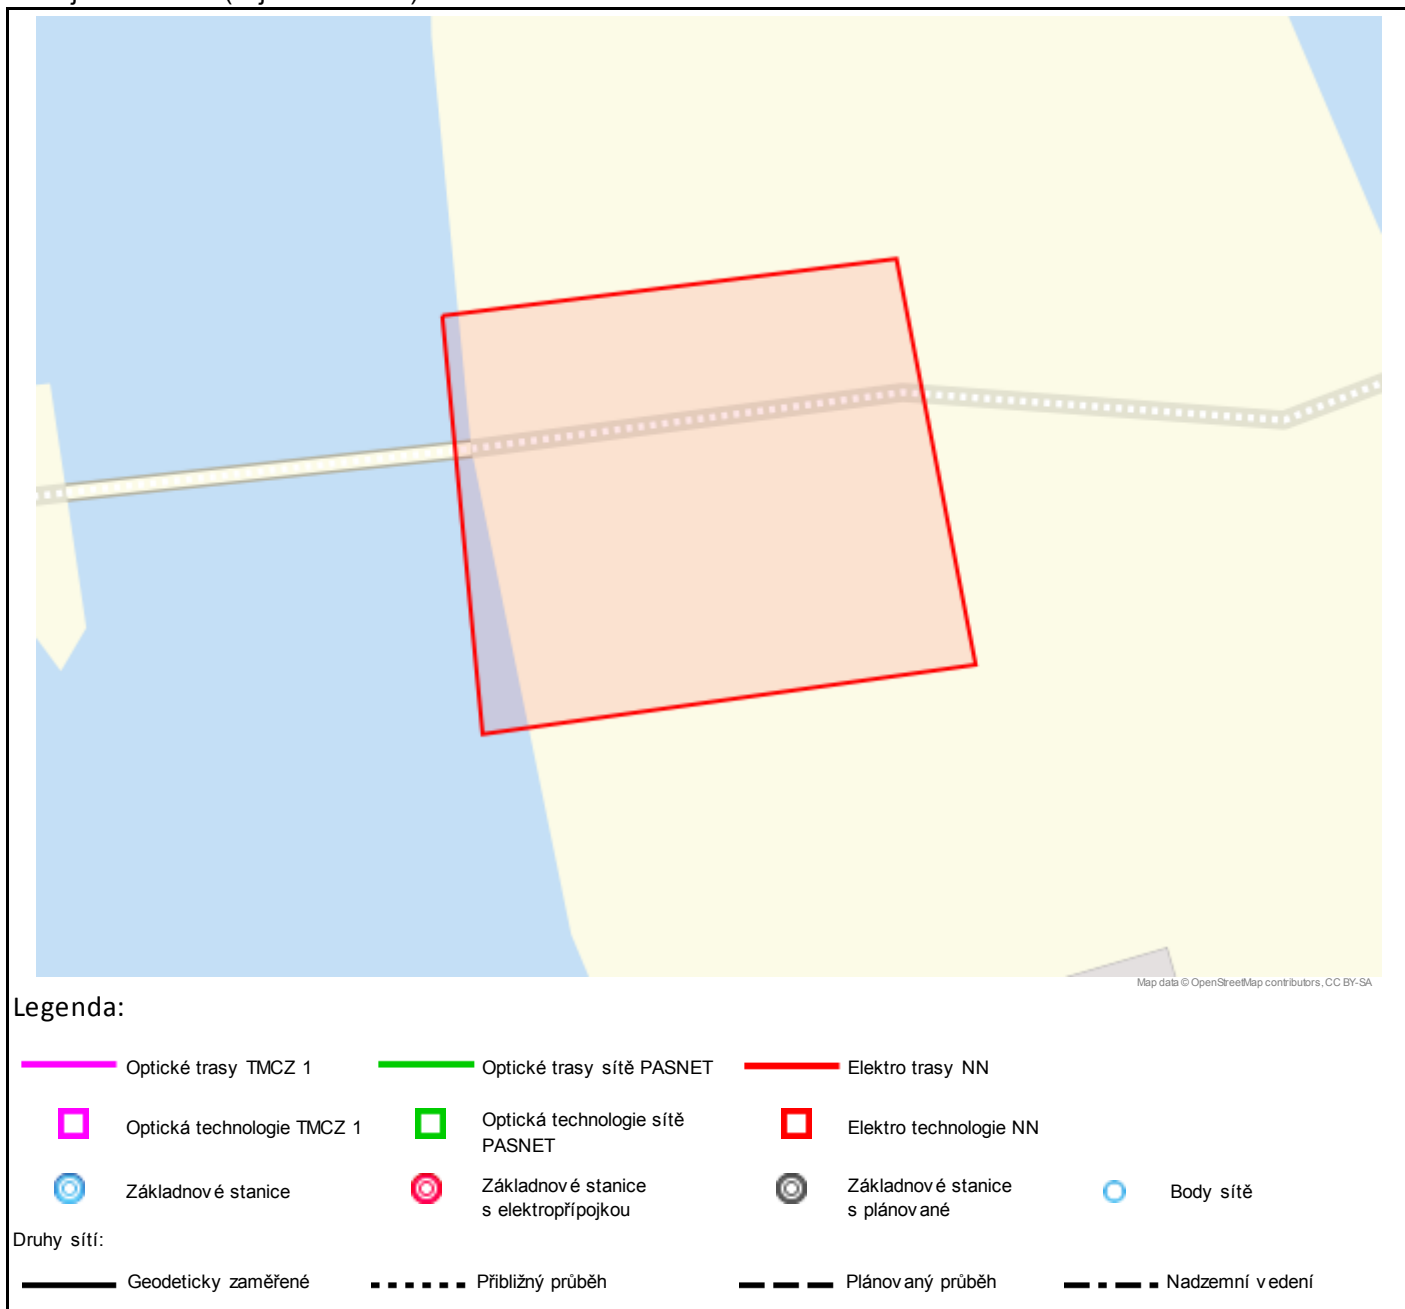 Map data © OpenStreetMap contributors, CC BY-SA
Legenda:
Optické trasy TMCZ 1
Optické trasy sítě PASNET
Elektro trasy NN
Optická technologie TMCZ 1
Optická technologie sítě
PASNET
Elektro technologie NN
Základnové stanice
Základnové stanice
s elektropřípojkou
Základnové stanice
s plánované
Body sítě
Druhy sítí:
Geodeticky zaměřené
Přibližný průběh
Plánovaný průběh
Nadzemní vedení